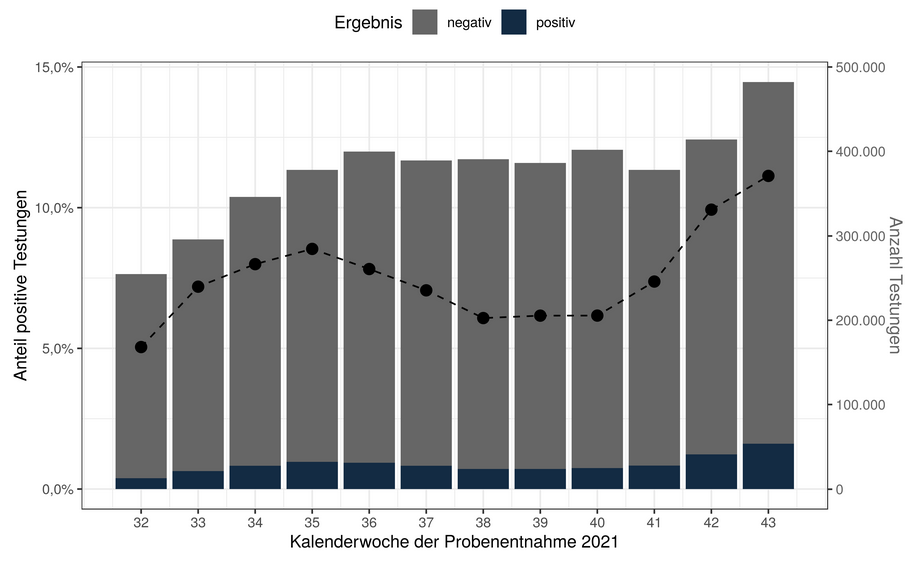 Ergebnis negativ positiv
15,0%
10,0%
5,0%
0,0%
Anteil positive Testungen
500.000
400.000
300.000
200.000
100.000
0
Anzahl Testungen
32 33 34 35 36 37 38 39 40 41 42 43
Kalenderwoche der Probenentnahme 2021